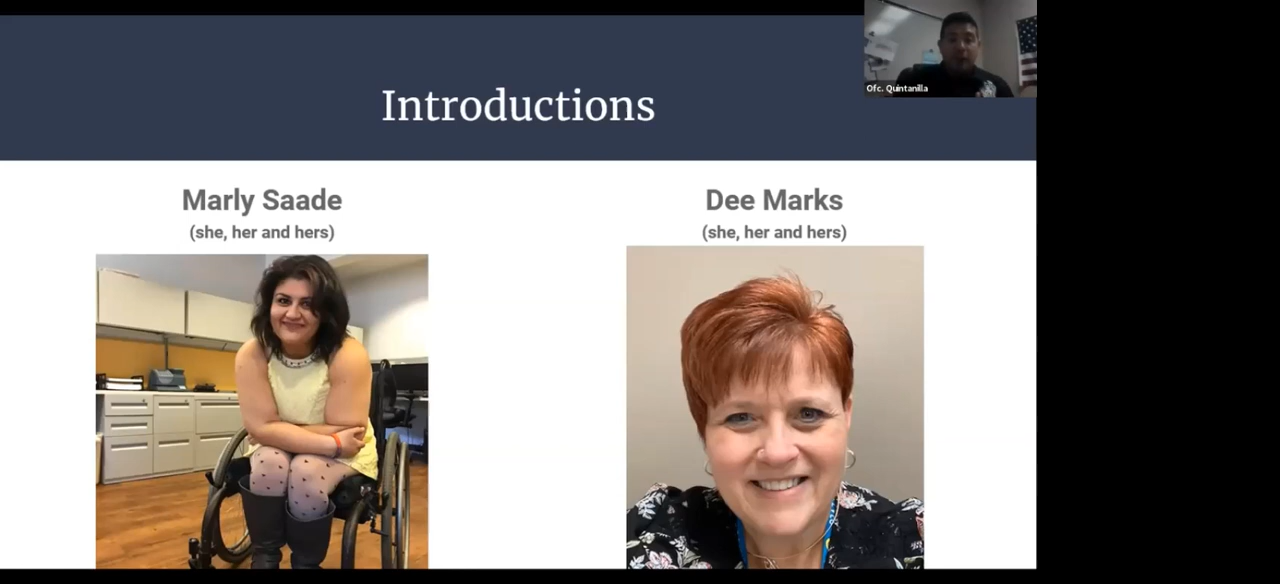 Introductions
Ofc. Quintanilla
Marly Saade
(she, her and hers)
Dee Marks
(she, her and hers)